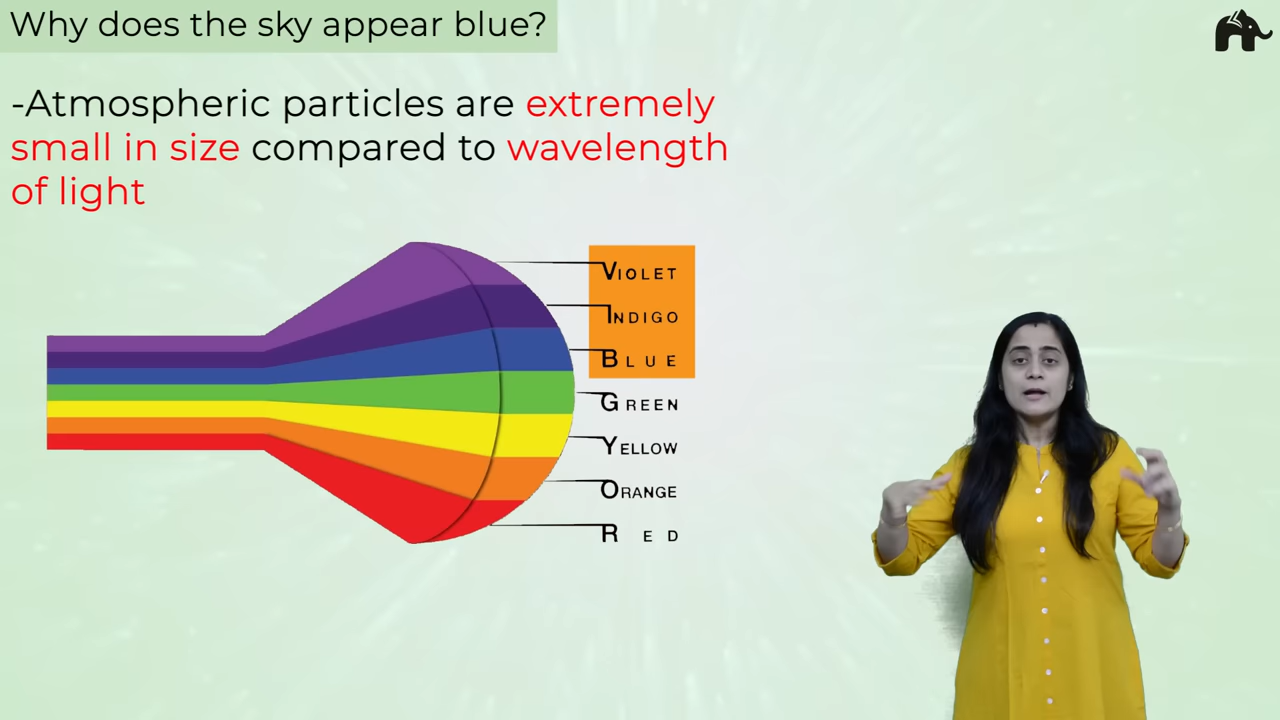 Why does the sky appear blue?
-Atmospheric particles are extremely
small in size compared to wavelength
of light
VIOLET
INDIGO
BLUE
GREEN
YELLOW
ORANGE
RED